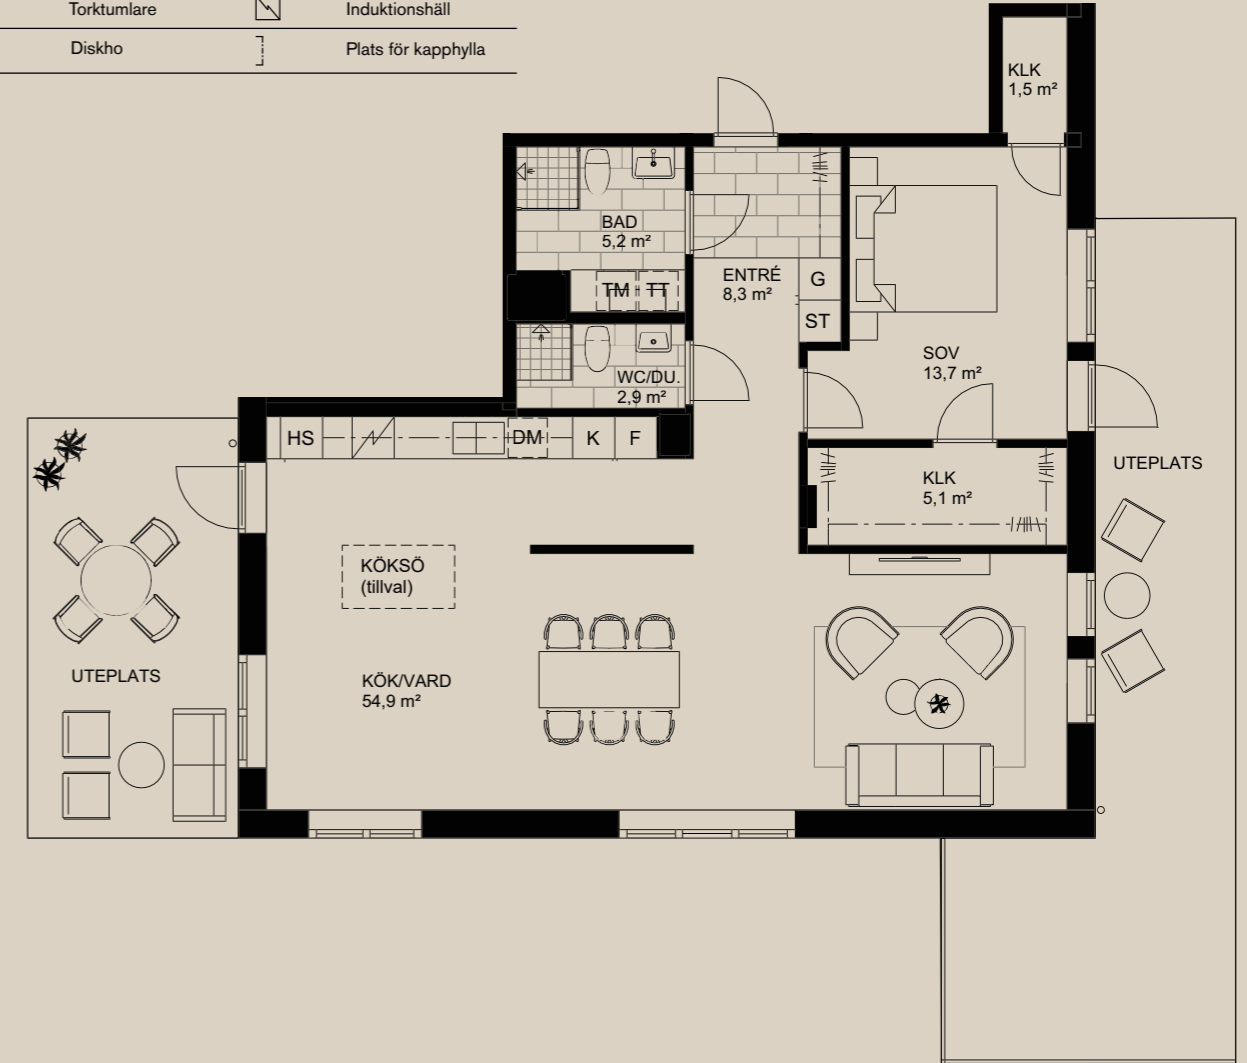 Torktumlare
Induktionshäll
Diskho
Plats för kapphylla
KLK
1,5 m²
BAD
5,2 m²
TM
TT
ENTRÉ
8,3 m²
G
ST
SOV
13,7 m²
WC/DU.
2,9 m²
HS
DM
K
F
KLK
5,1 m²
UTEPLATS
KÖKSÖ
(tillval)
UTEPLATS
KÖK/VARD
54,9 m²